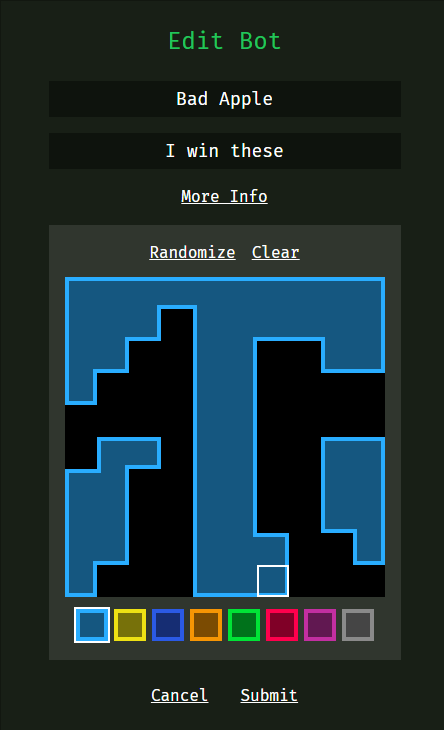 Edit Bot
Bad Apple
I win these
More Info
Randomize Clear
Cancel Submit